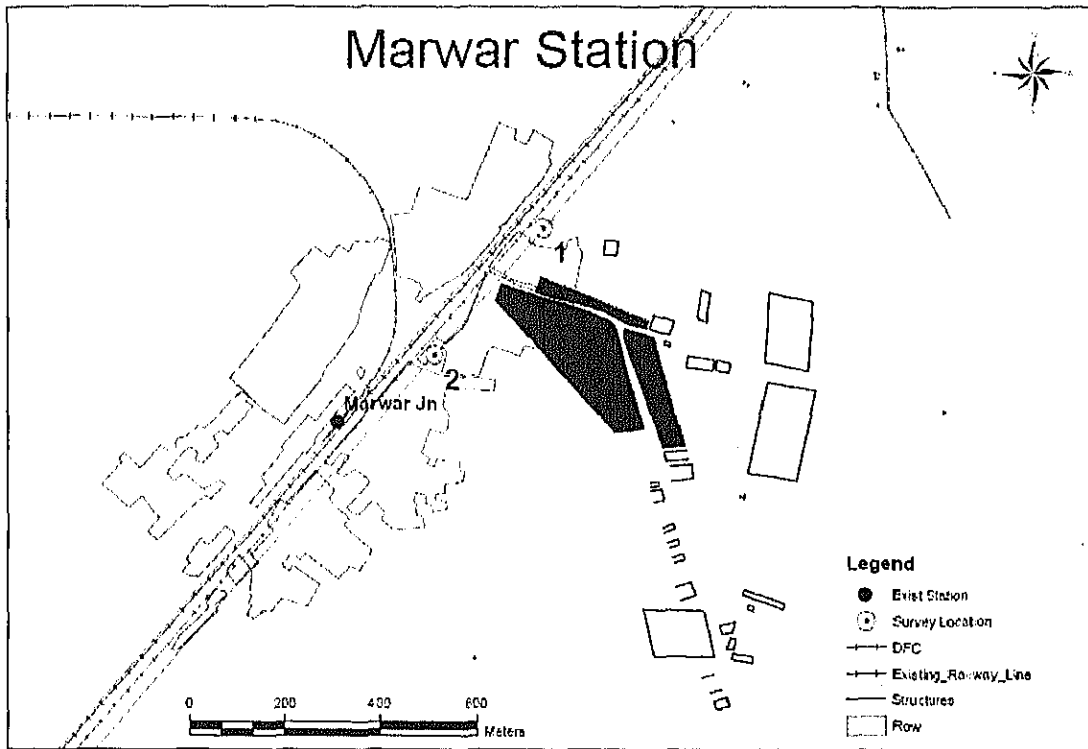 Marwar Station
1
2
Marwar Jn
Legend
Exist Station
Survey Location
DFC
Existing_Railway_Line
Structures
Row
0 200 400 800
Meters